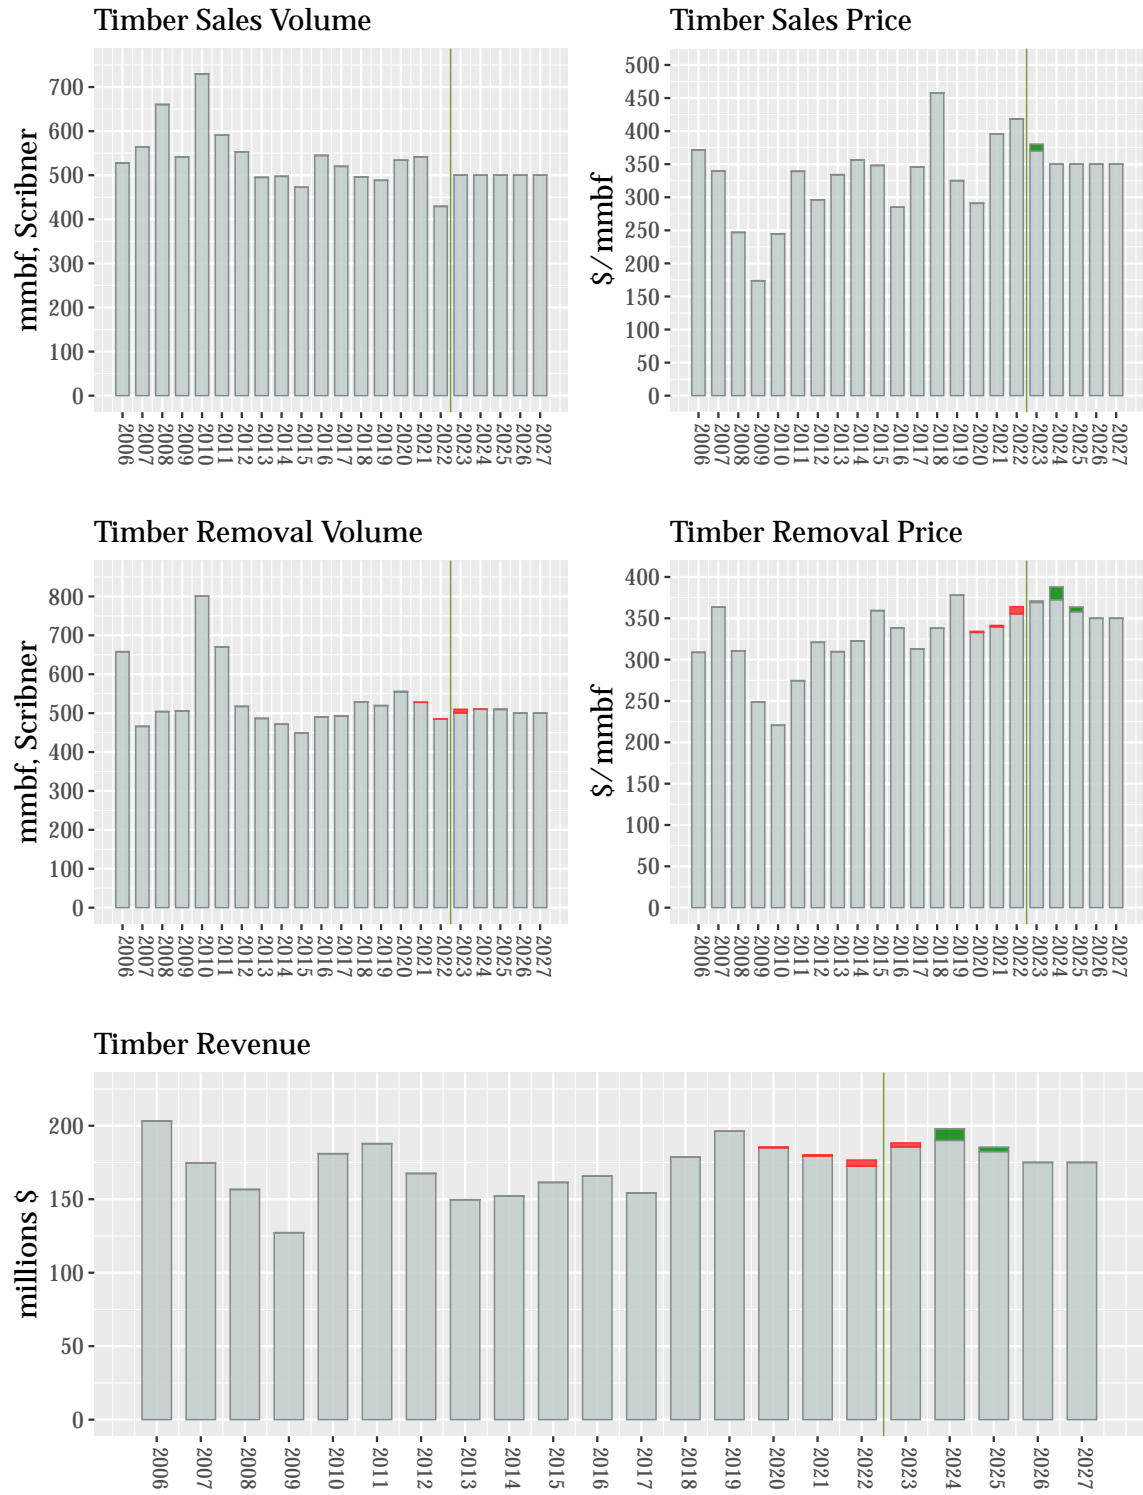 Timber Sales Volume
mmbf, Scribner
700
600
500
400
300
200
100
0
2006 2007 2008 2009 2010 2011 2012 2013 2014 2015 2016 2017 2018 2019 2020 2021 2022 2023 2024 2025 2026 2027
Timber Sales Price
$/mmbf
500
450
400
350
300
250
200
150
100
50
0
2006 2007 2008 2009 2010 2011 2012 2013 2014 2015 2016 2017 2018 2019 2020 2021 2022 2023 2024 2025 2026 2027
Timber Removal Volume
mmbf, Scribner
800
700
600
500
400
300
200
100
0
2006 2007 2008 2009 2010 2011 2012 2013 2014 2015 2016 2017 2018 2019 2020 2021 2022 2023 2024 2025 2026 2027
Timber Removal Price
$/mmbf
400
350
300
250
200
150
100
50
0
2006 2007 2008 2009 2010 2011 2012 2013 2014 2015 2016 2017 2018 2019 2020 2021 2022 2023 2024 2025 2026 2027
Timber Revenue
millions $
200
150
100
50
0
2006 2007 2008 2009 2010 2011 2012 2013 2014 2015 2016 2017 2018 2019 2020 2021 2022 2023 2024 2025 2026 2027